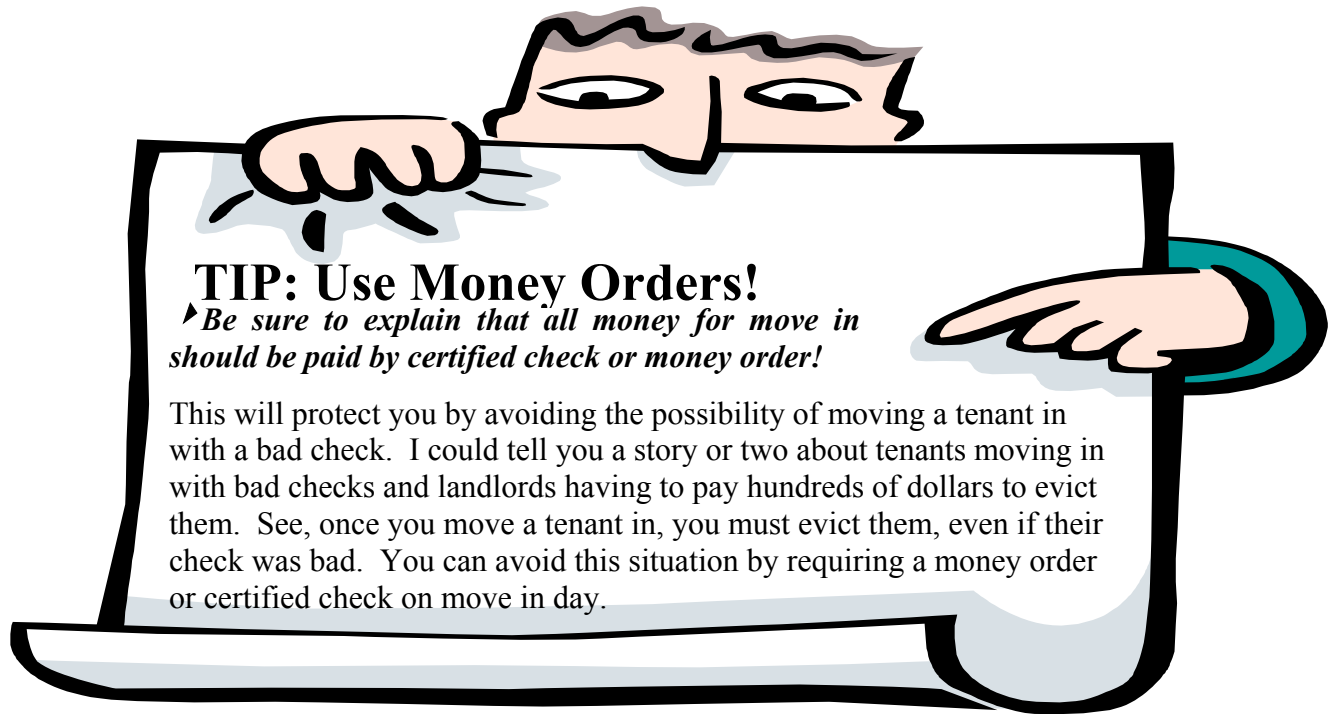 TIP: Use Money Orders!
Be sure to explain that all money for move in
should be paid by certified check or money order!
This will protect you by avoiding the possibility of moving a tenant in
with a bad check. I could tell you a story or two about tenants moving in
with bad checks and landlords having to pay hundreds of dollars to evict
them. See, once you move a tenant in, you must evict them, even if their
check was bad. You can avoid this situation by requiring a money order
or certified check on move in day.